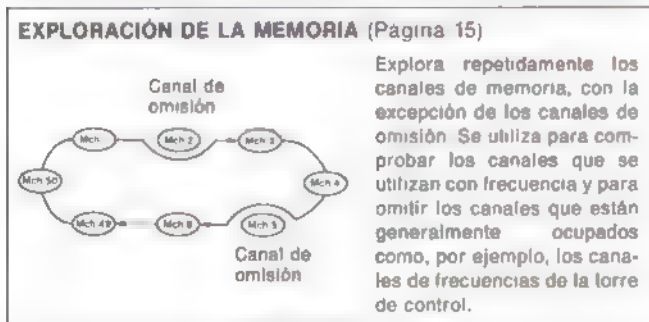 EXPLORACIÓN DE LA MEMORIA (Página 15)
Canal de
omisión
Mch
Mch 2
Mch 3
Mch 50
Mch 4
Mch 49
Mch 6
Mch 5
Canal de
omisión
Explora repetidamente los
canales de memoria, con la
excepción de los canales de
omisión. Se utiliza para com-
probar los canales que se
utilizan con frecuencia y para
omitir los canales que están
generalmente ocupados
como, por ejemplo, los cana-
les de frecuencias de la torre
de control.